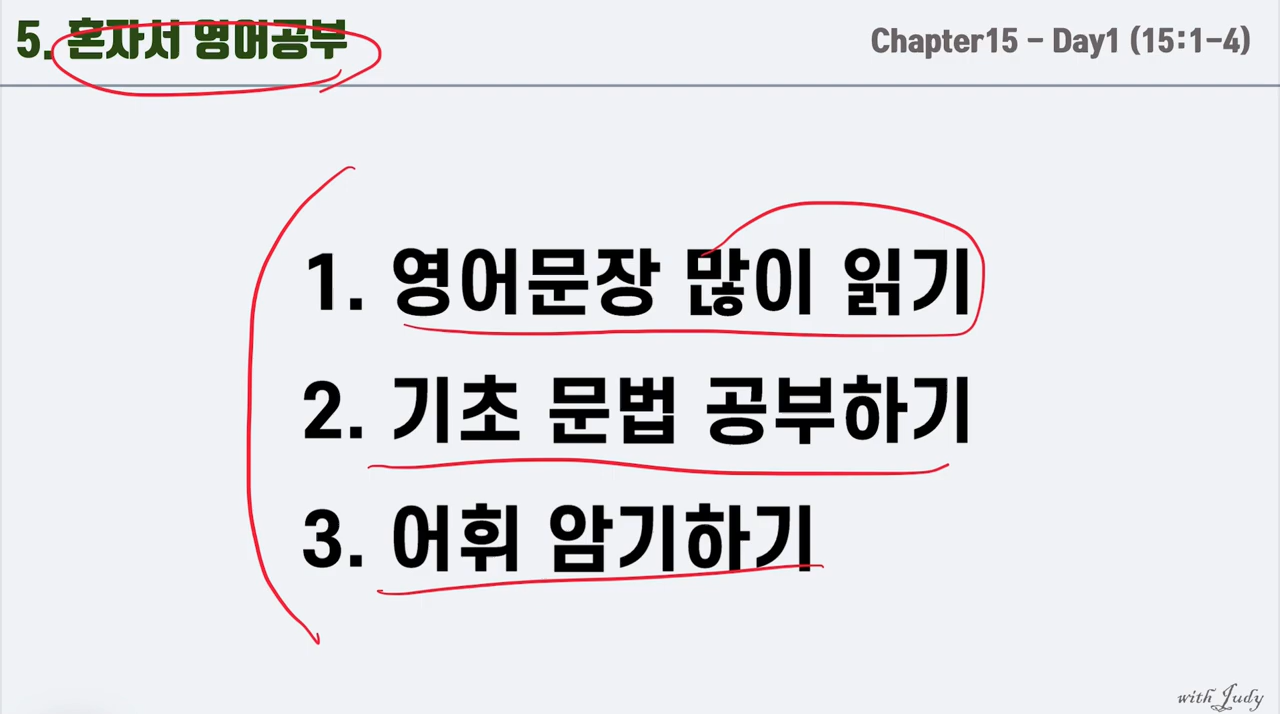 5. 혼자서 영어공부
Chapter15 - Day1 (15:1-4)
1. 영어문장 많이 읽기
2. 기초 문법 공부하기
3. 어휘 암기하기
with Judy